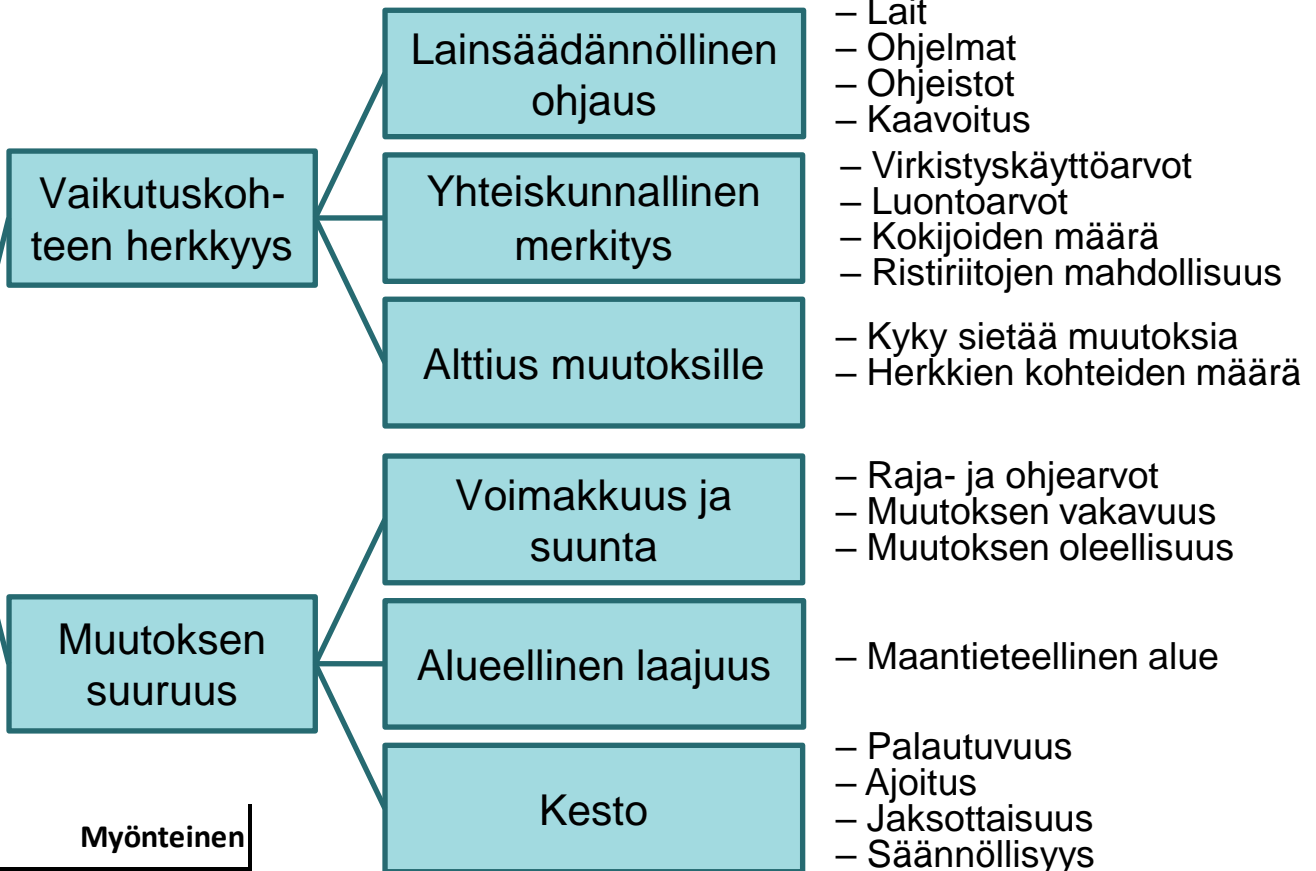 Vaikutuskoh-
teen herkkyys
Lainsäädännöllinen
ohjaus
– Lait
– Ohjelmat
– Ohjeistot
– Kaavoitus
Yhteiskunnallinen
merkitys
– Virkistyskäyttöarvot
– Luontoarvot
– Kokijoiden määrä
– Ristiriitojen mahdollisuus
Alttius muutoksille
– Kyky sietää muutoksia
– Herkkien kohteiden määrä
Muutoksen
suuruus
Voimakkuus ja
suunta
– Raja- ja ohjearvot
– Muutoksen vakavuus
– Muutoksen oleellisuus
Alueellinen laajuus
– Maantieteellinen alue
Kesto
– Palautuvuus
– Ajoitus
– Jaksottaisuus
– Säännöllisyys
Myönteinen